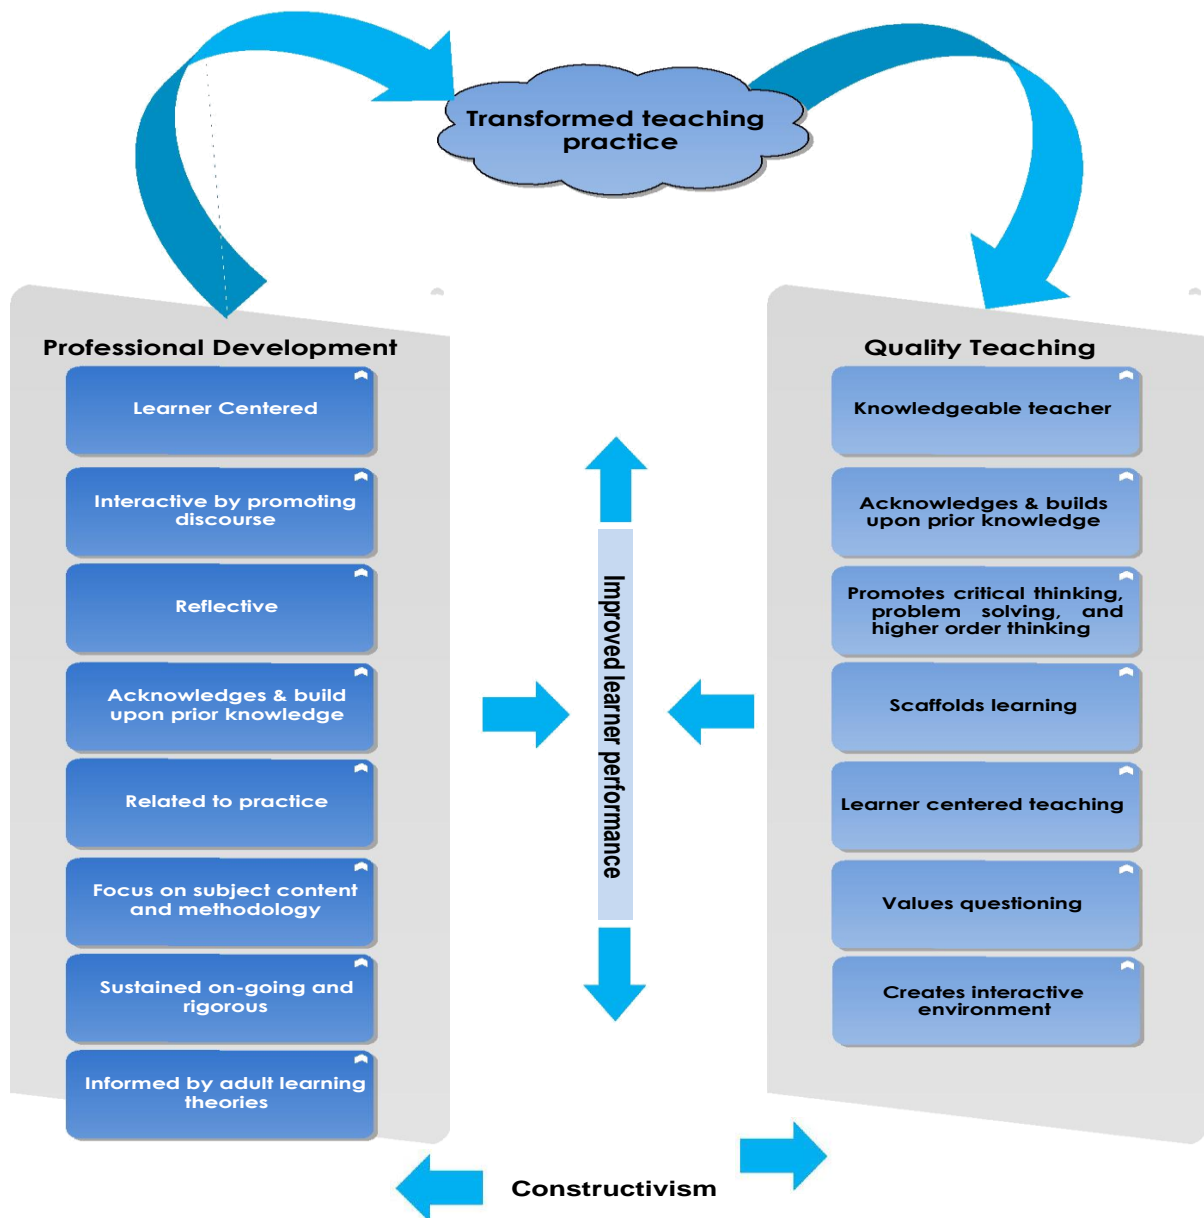 Transformed teaching
practice
Professional Development
Learner Centered
Interactive by promoting
discourse
Reflective
Acknowledges & build
upon prior knowledge
Related to practice
Focus on subject content
and methodology
Sustained on-going and
rigorous
Informed by adult learning
theories
Improved learner performance
Quality Teaching
Knowledgeable teacher
Acknowledges & builds
upon prior knowledge
Promotes critical thinking,
problem solving, and
higher order thinking
Scaffolds learning
Learner centered teaching
Values questioning
Creates interactive
environment
Constructivism